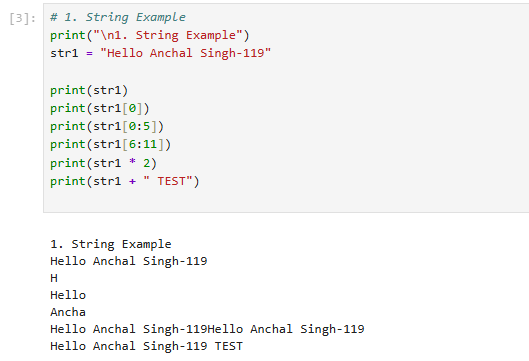 [3]: # 1. String Example
print("\n1. String Example")
str1 = "Hello Anchal Singh-119"
print(str1)
print(str1[0])
print(str1[0:5])
print(str1[6:11])
print(str1 * 2)
print(str1 + " TEST")
1. String Example
Hello Anchal Singh-119
H
Hello
Ancha
Hello Anchal Singh-119Hello Anchal Singh-119
Hello Anchal Singh-119 TEST